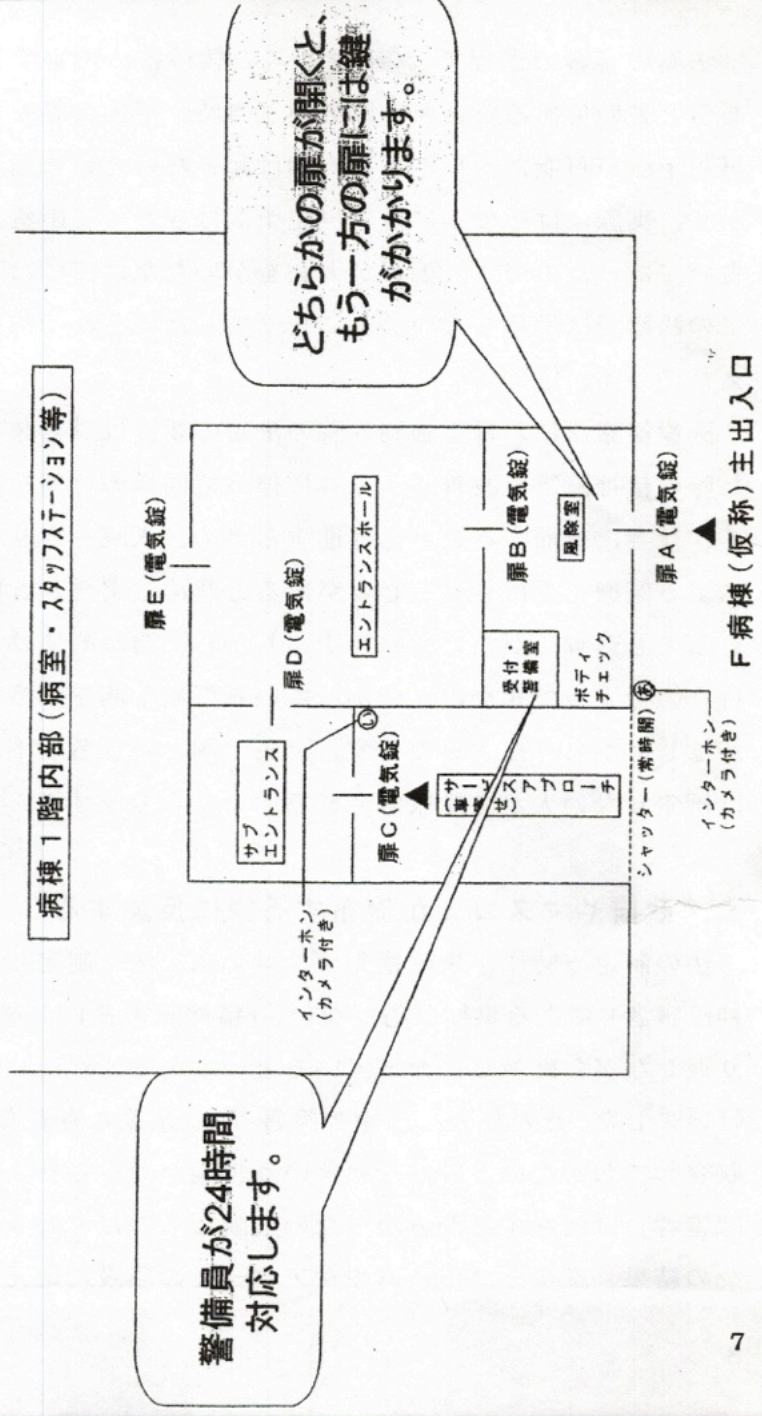 病棟１階内部（病室・スタッフステーション等）
どちらかの扉が開くと、
もう一方の扉には鍵
がかかります。
扉Ｅ（電気錠）
サブ
エントランス
扉Ｄ（電気錠）
エントランスホール
インターホン
（カメラ付き）
い
扉Ｃ（電気錠）
扉Ｂ（電気錠）
受付・
警備室
風除室
サービスアプローチ
ボディ
チェック
シャッター（常時開）
あ
扉Ａ（電気錠）
インターホン
（カメラ付き）
Ｆ病棟（仮称）主出入口
警備員が24時間
対応します。
7